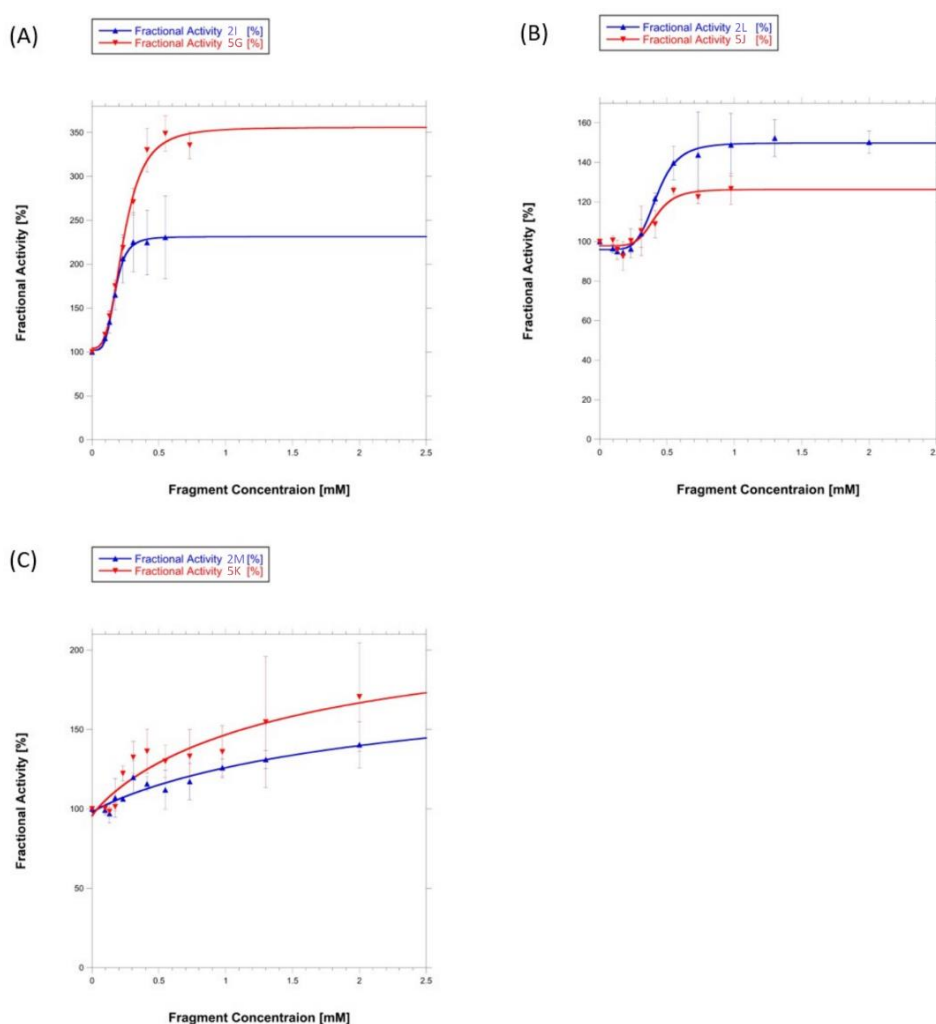 (A)
Fractional Activity 2I [%]
Fractional Activity 5G [%]
350
300
250
200
150
100
50
0
Fractional Activity [%]
0 0.5 1 1.5 2 2.5
Fragment Concentraion [mM]
(B)
Fractional Activity 2L [%]
Fractional Activity 5J [%]
160
140
120
100
80
60
40
20
0
Fractional Activity [%]
0 0.5 1 1.5 2 2.5
Fragment Concentraion [mM]
(C)
Fractional Activity 2M [%]
Fractional Activity 5K [%]
200
150
100
50
0
Fractional Activity [%]
0 0.5 1 1.5 2 2.5
Fragment Concentraion [mM]